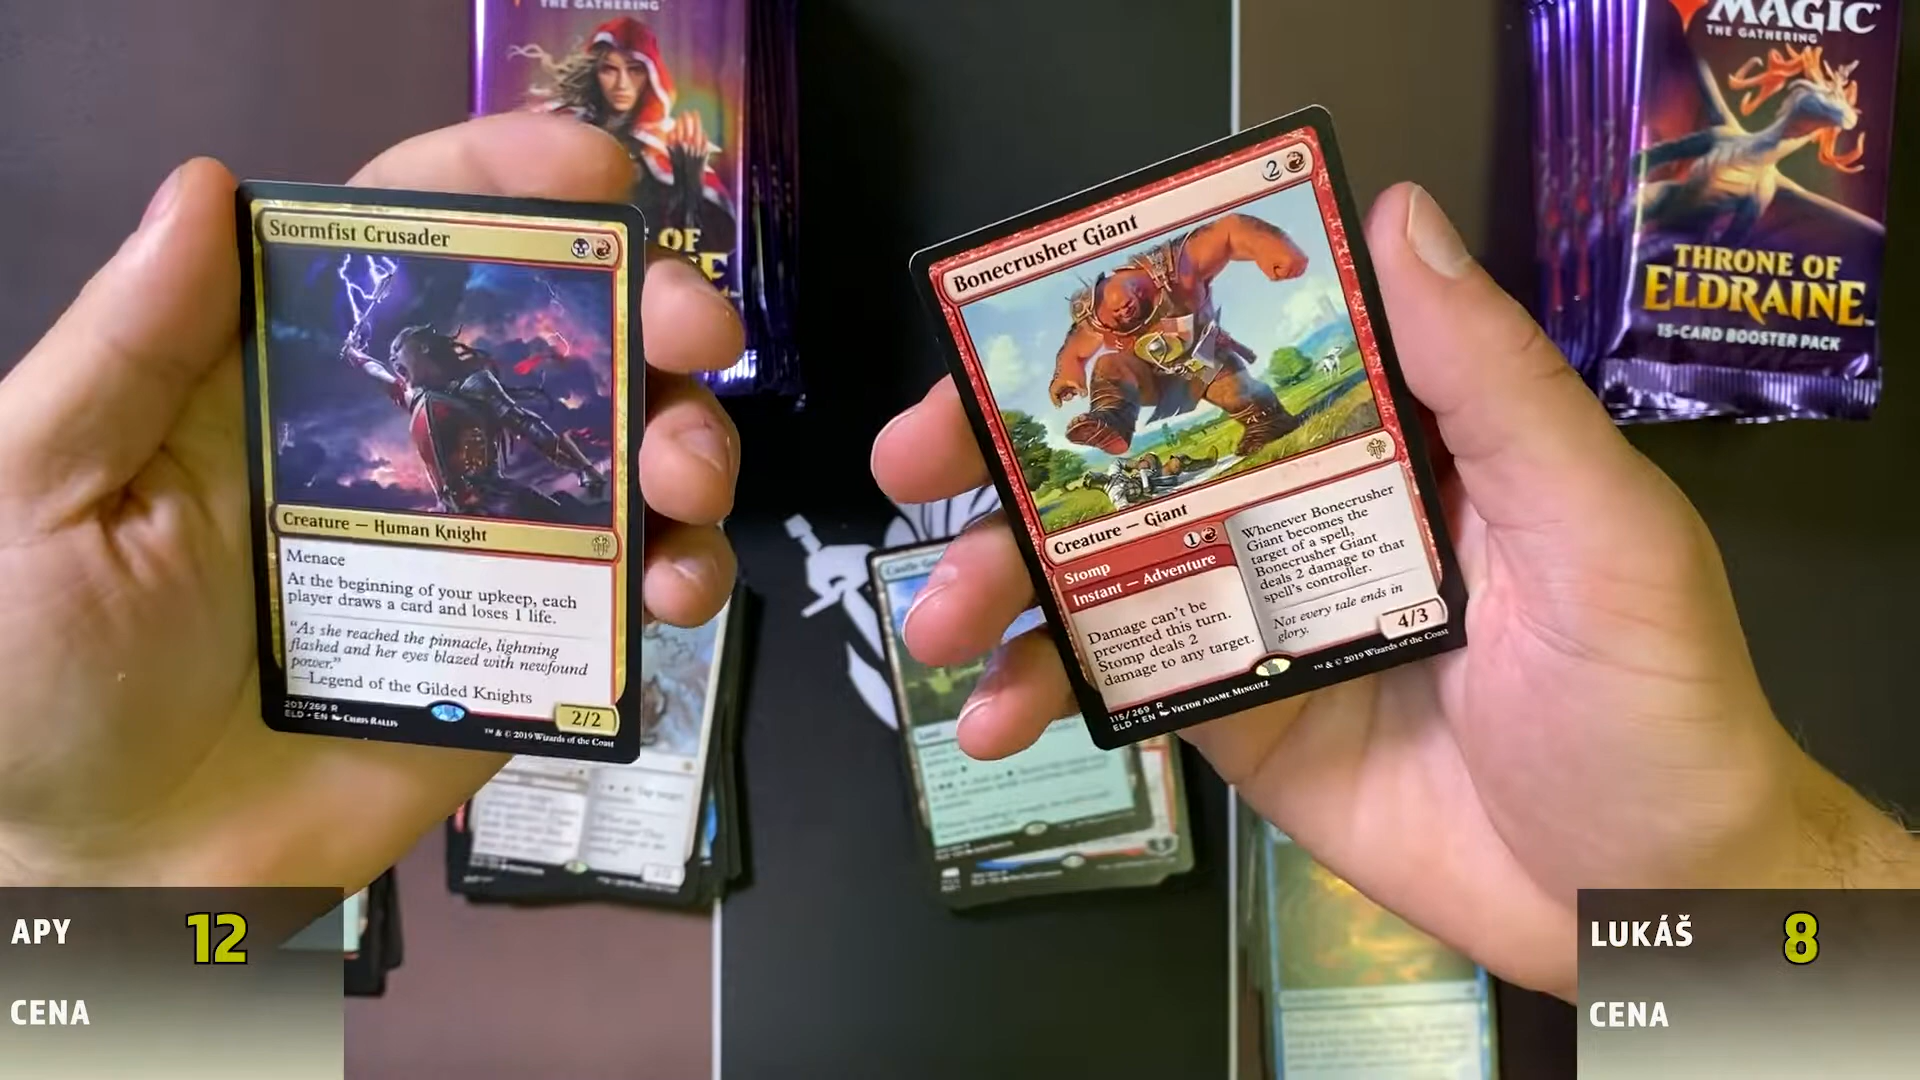 THE GATHERING
OF
MAGIC
THE GATHERING
THRONE OF
ELDRAINE
15-CARD BOOSTER PACK
Stormfist Crusader
Creature — Human Knight
Menace
At the beginning of your upkeep, each
player draws a card and loses 1 life.
"As she reached the pinnacle, lightning
flashed and her eyes blazed with newfound
power."
—Legend of the Gilded Knights
2/2
203/269 R
ELD • EN Chris Rallis
™ & © 2019 Wizards of the Coast
Bonecrusher Giant
2
Creature — Giant
Stomp 1
Instant — Adventure
Damage can't be
prevented this turn.
Stomp deals 2
damage to any target.
Whenever Bonecrusher
Giant becomes the
target of a spell,
Bonecrusher Giant
deals 2 damage to that
spell's controller.
Not every tale ends in
glory.
4/3
115/269 R
ELD • EN Victor Adame Minguez
™ & © 2019 Wizards of the Coast
APY 12
CENA
LUKÁŠ 8
CENA